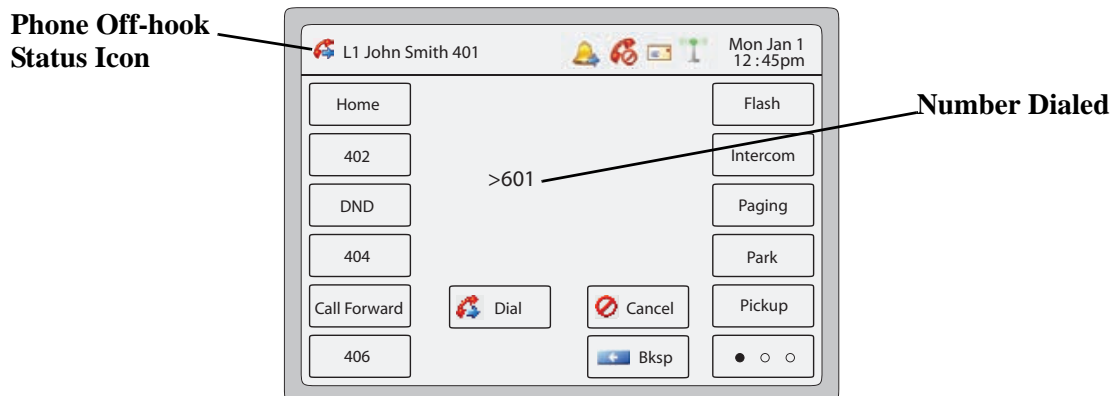 Phone Off-hook
Status Icon
L1 John Smith 401
Mon Jan 1
12 : 45pm
Home
Flash
Number Dialed
402
Intercom
>601
DND
Paging
404
Park
Call Forward
Dial
Cancel
Pickup
406
Bksp